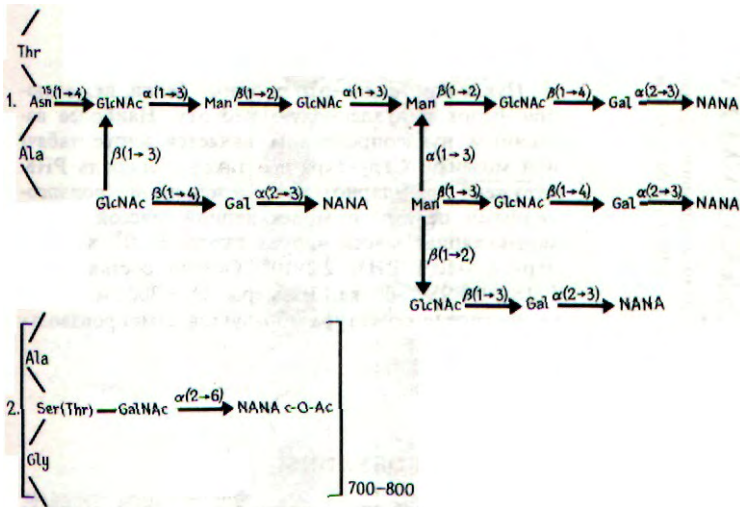 Thr
1. Asn ¹⁵(1→4) GlcNAc α(1→3) Man β(1→2) GlcNAc α(1→3) Man β(1→2) GlcNAc β(1→4) Gal α(2→3) NANA
Ala β(1→3) α(1→3)
GlcNAc β(1→4) Gal α(2→3) NANA Man β(1→3) GlcNAc β(1→4) Gal α(2→3) NANA
β(1→2)
GlcNAc β(1→3) Gal α(2→3) NANA
Ala
2. Ser(Thr)—GalNAc α(2→6) NANA <-O-Ac
Gly
700-800